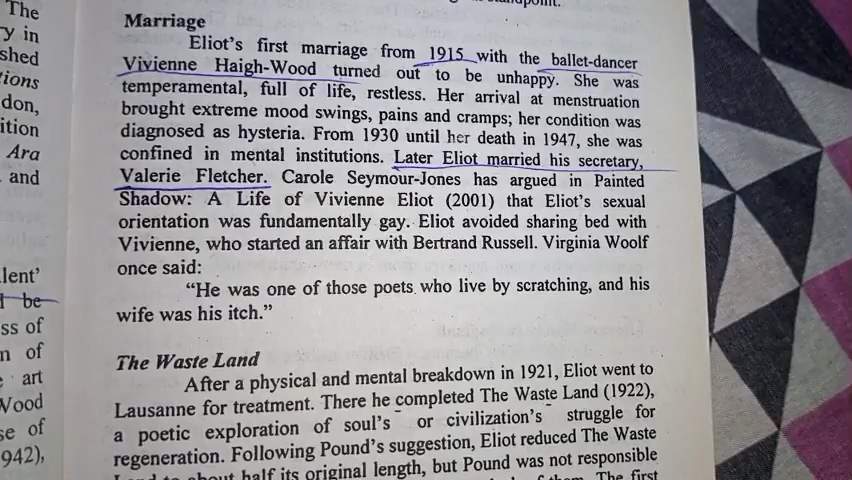 The
y in
shed
tions
don,
ition
Ara
and
lent'
d be
ss of
n of
art
Wood
se of
942),
standpoint.
Marriage
Eliot's first marriage from 1915 with the ballet-dancer
Vivienne Haigh-Wood turned out to be unhappy. She was
temperamental, full of life, restless. Her arrival at menstruation
brought extreme mood swings, pains and cramps; her condition was
diagnosed as hysteria. From 1930 until her death in 1947, she was
confined in mental institutions. Later Eliot married his secretary,
Valerie Fletcher. Carole Seymour-Jones has argued in Painted
Shadow: A Life of Vivienne Eliot (2001) that Eliot's sexual
orientation was fundamentally gay. Eliot avoided sharing bed with
Vivienne, who started an affair with Bertrand Russell. Virginia Woolf
once said:
"He was one of those poets who live by scratching, and his
wife was his itch."
The Waste Land
After a physical and mental breakdown in 1921, Eliot went to
Lausanne for treatment. There he completed The Waste Land (1922),
a poetic exploration of soul's - or civilization's - struggle for
regeneration. Following Pound's suggestion, Eliot reduced The Waste
Land to about half its original length, but Pound was not responsible
of them. The first